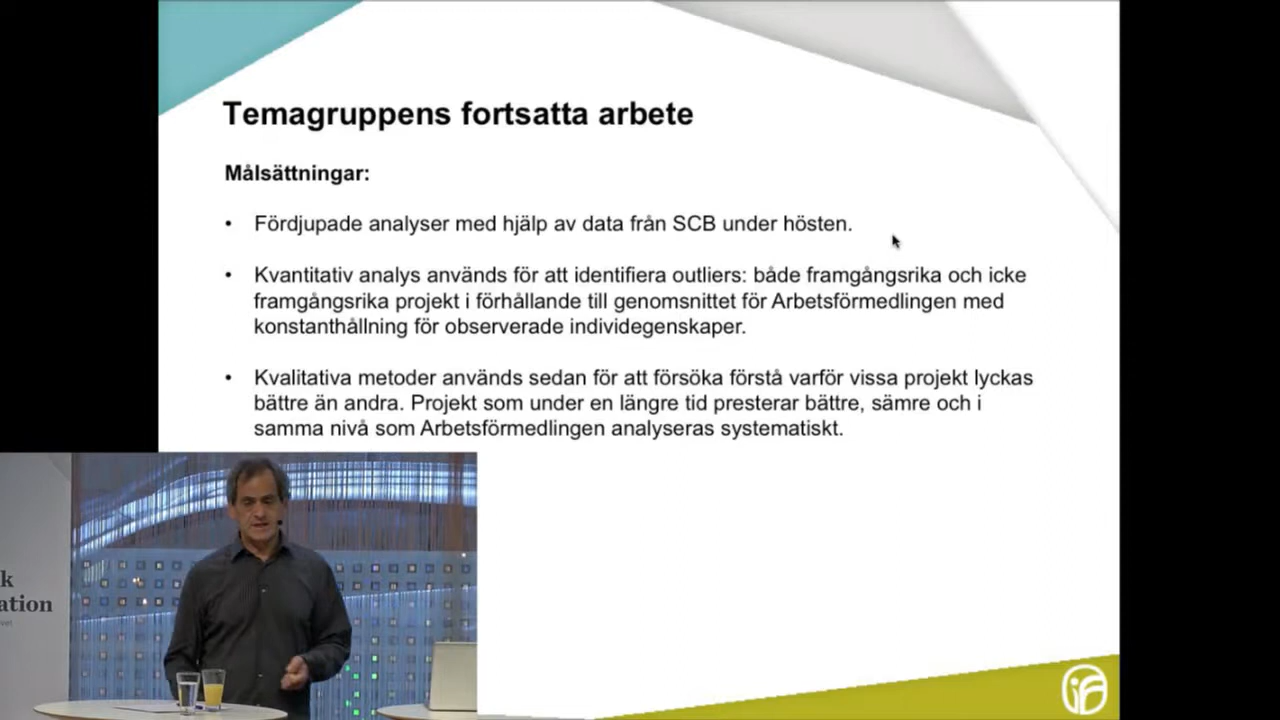 Temagruppens fortsatta arbete
Målsättningar:
• Fördjupade analyser med hjälp av data från SCB under hösten.
• Kvantitativ analys används för att identifiera outliers: både framgångsrika och icke
framgångsrika projekt i förhållande till genomsnittet för Arbetsförmedlingen med
konstanthållning för observerade individegenskaper.
• Kvalitativa metoder används sedan för att försöka förstå varför vissa projekt lyckas
bättre än andra. Projekt som under en längre tid presterar bättre, sämre och i
samma nivå som Arbetsförmedlingen analyseras systematiskt.
k
ation